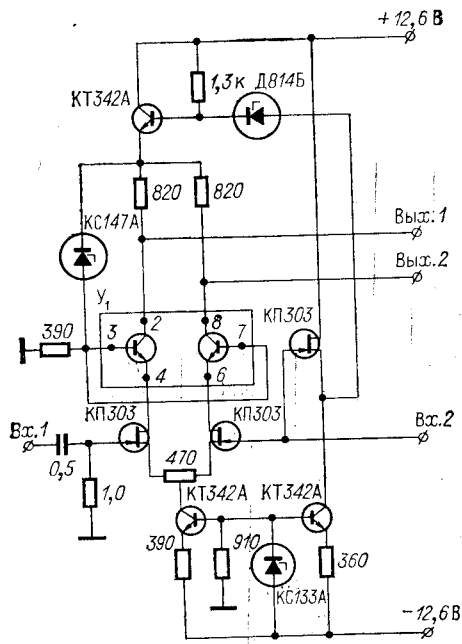 +12,6 В
КТ342А
1,3к
Д814Б
820
820
КС147А
Вых.1
Вых.2
У1
2
8
КП303
390
3
7
4
6
КП303
КП303
Вх.1
Вх.2
0,5
470
1,0
КТ342А
КТ342А
390
910
360
КС133А
-12,6В